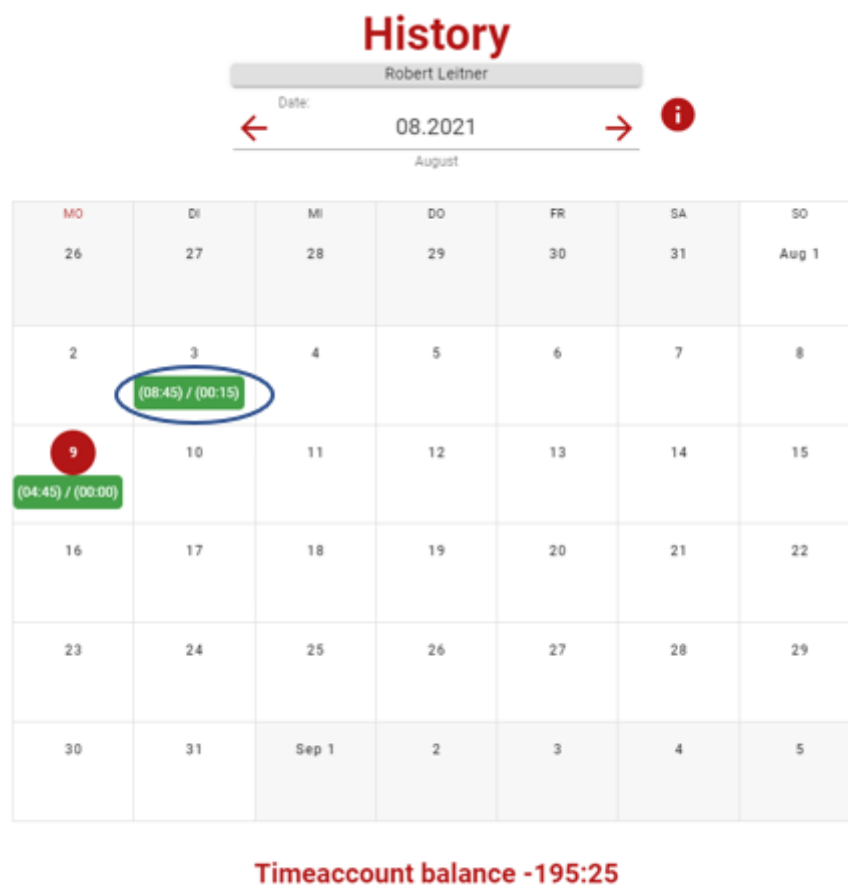 History
Robert Leitner
Date:
08.2021
August
MO DI MI DO FR SA SO
26 27 28 29 30 31 Aug 1
2 3 4 5 6 7 8
(08:45) / (00:15)
9 10 11 12 13 14 15
(04:45) / (00:00)
16 17 18 19 20 21 22
23 24 25 26 27 28 29
30 31 Sep 1 2 3 4 5
Timeaccount balance -195:25